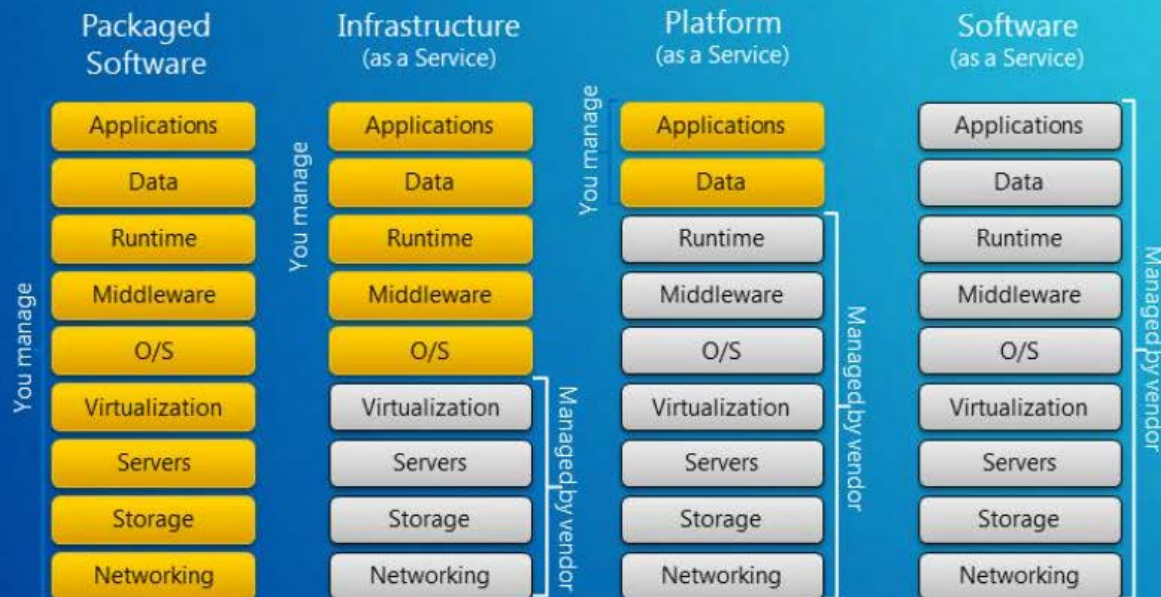 Packaged
Software
You manage
Applications
Data
Runtime
Middleware
O/S
Virtualization
Servers
Storage
Networking
Infrastructure
(as a Service)
You manage
Applications
Data
Runtime
Middleware
O/S
Virtualization
Servers
Storage
Networking
Managed by vendor
Platform
(as a Service)
You manage
Applications
Data
Runtime
Middleware
O/S
Virtualization
Servers
Storage
Networking
Managed by vendor
Software
(as a Service)
Applications
Data
Runtime
Middleware
O/S
Virtualization
Servers
Storage
Networking
Managed by vendor